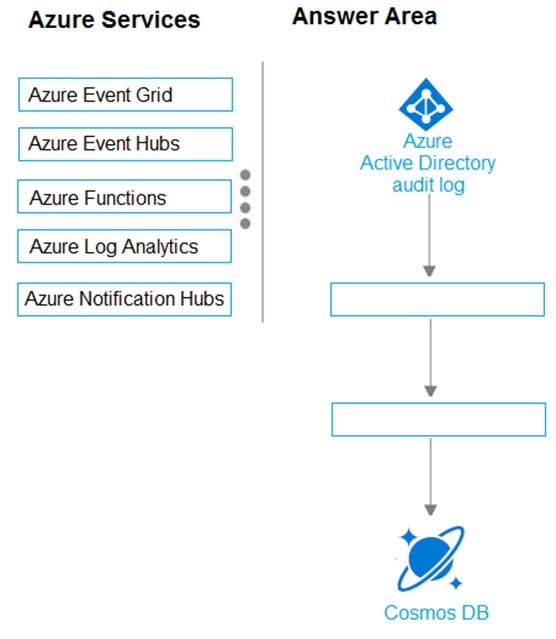 Azure Services
Answer Area
Azure Event Grid
Azure Event Hubs
Azure Functions
Azure Log Analytics
Azure Notification Hubs
Azure
Active Directory
audit log
Cosmos DB